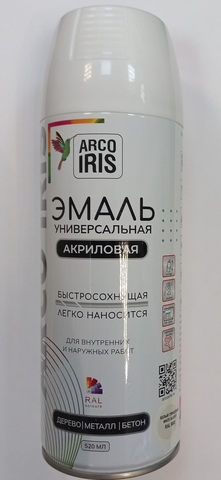 ARCO
IRIS
ЭМАЛЬ
УНИВЕРСАЛЬНАЯ
АКРИЛОВАЯ
БЫСТРОСОХНУЩАЯ
ЛЕГКО НАНОСИТСЯ
ДЛЯ ВНУТРЕННИХ
И НАРУЖНЫХ РАБОТ
RAL
ДЕРЕВО|МЕТАЛЛ|БЕТОН
520 МЛ